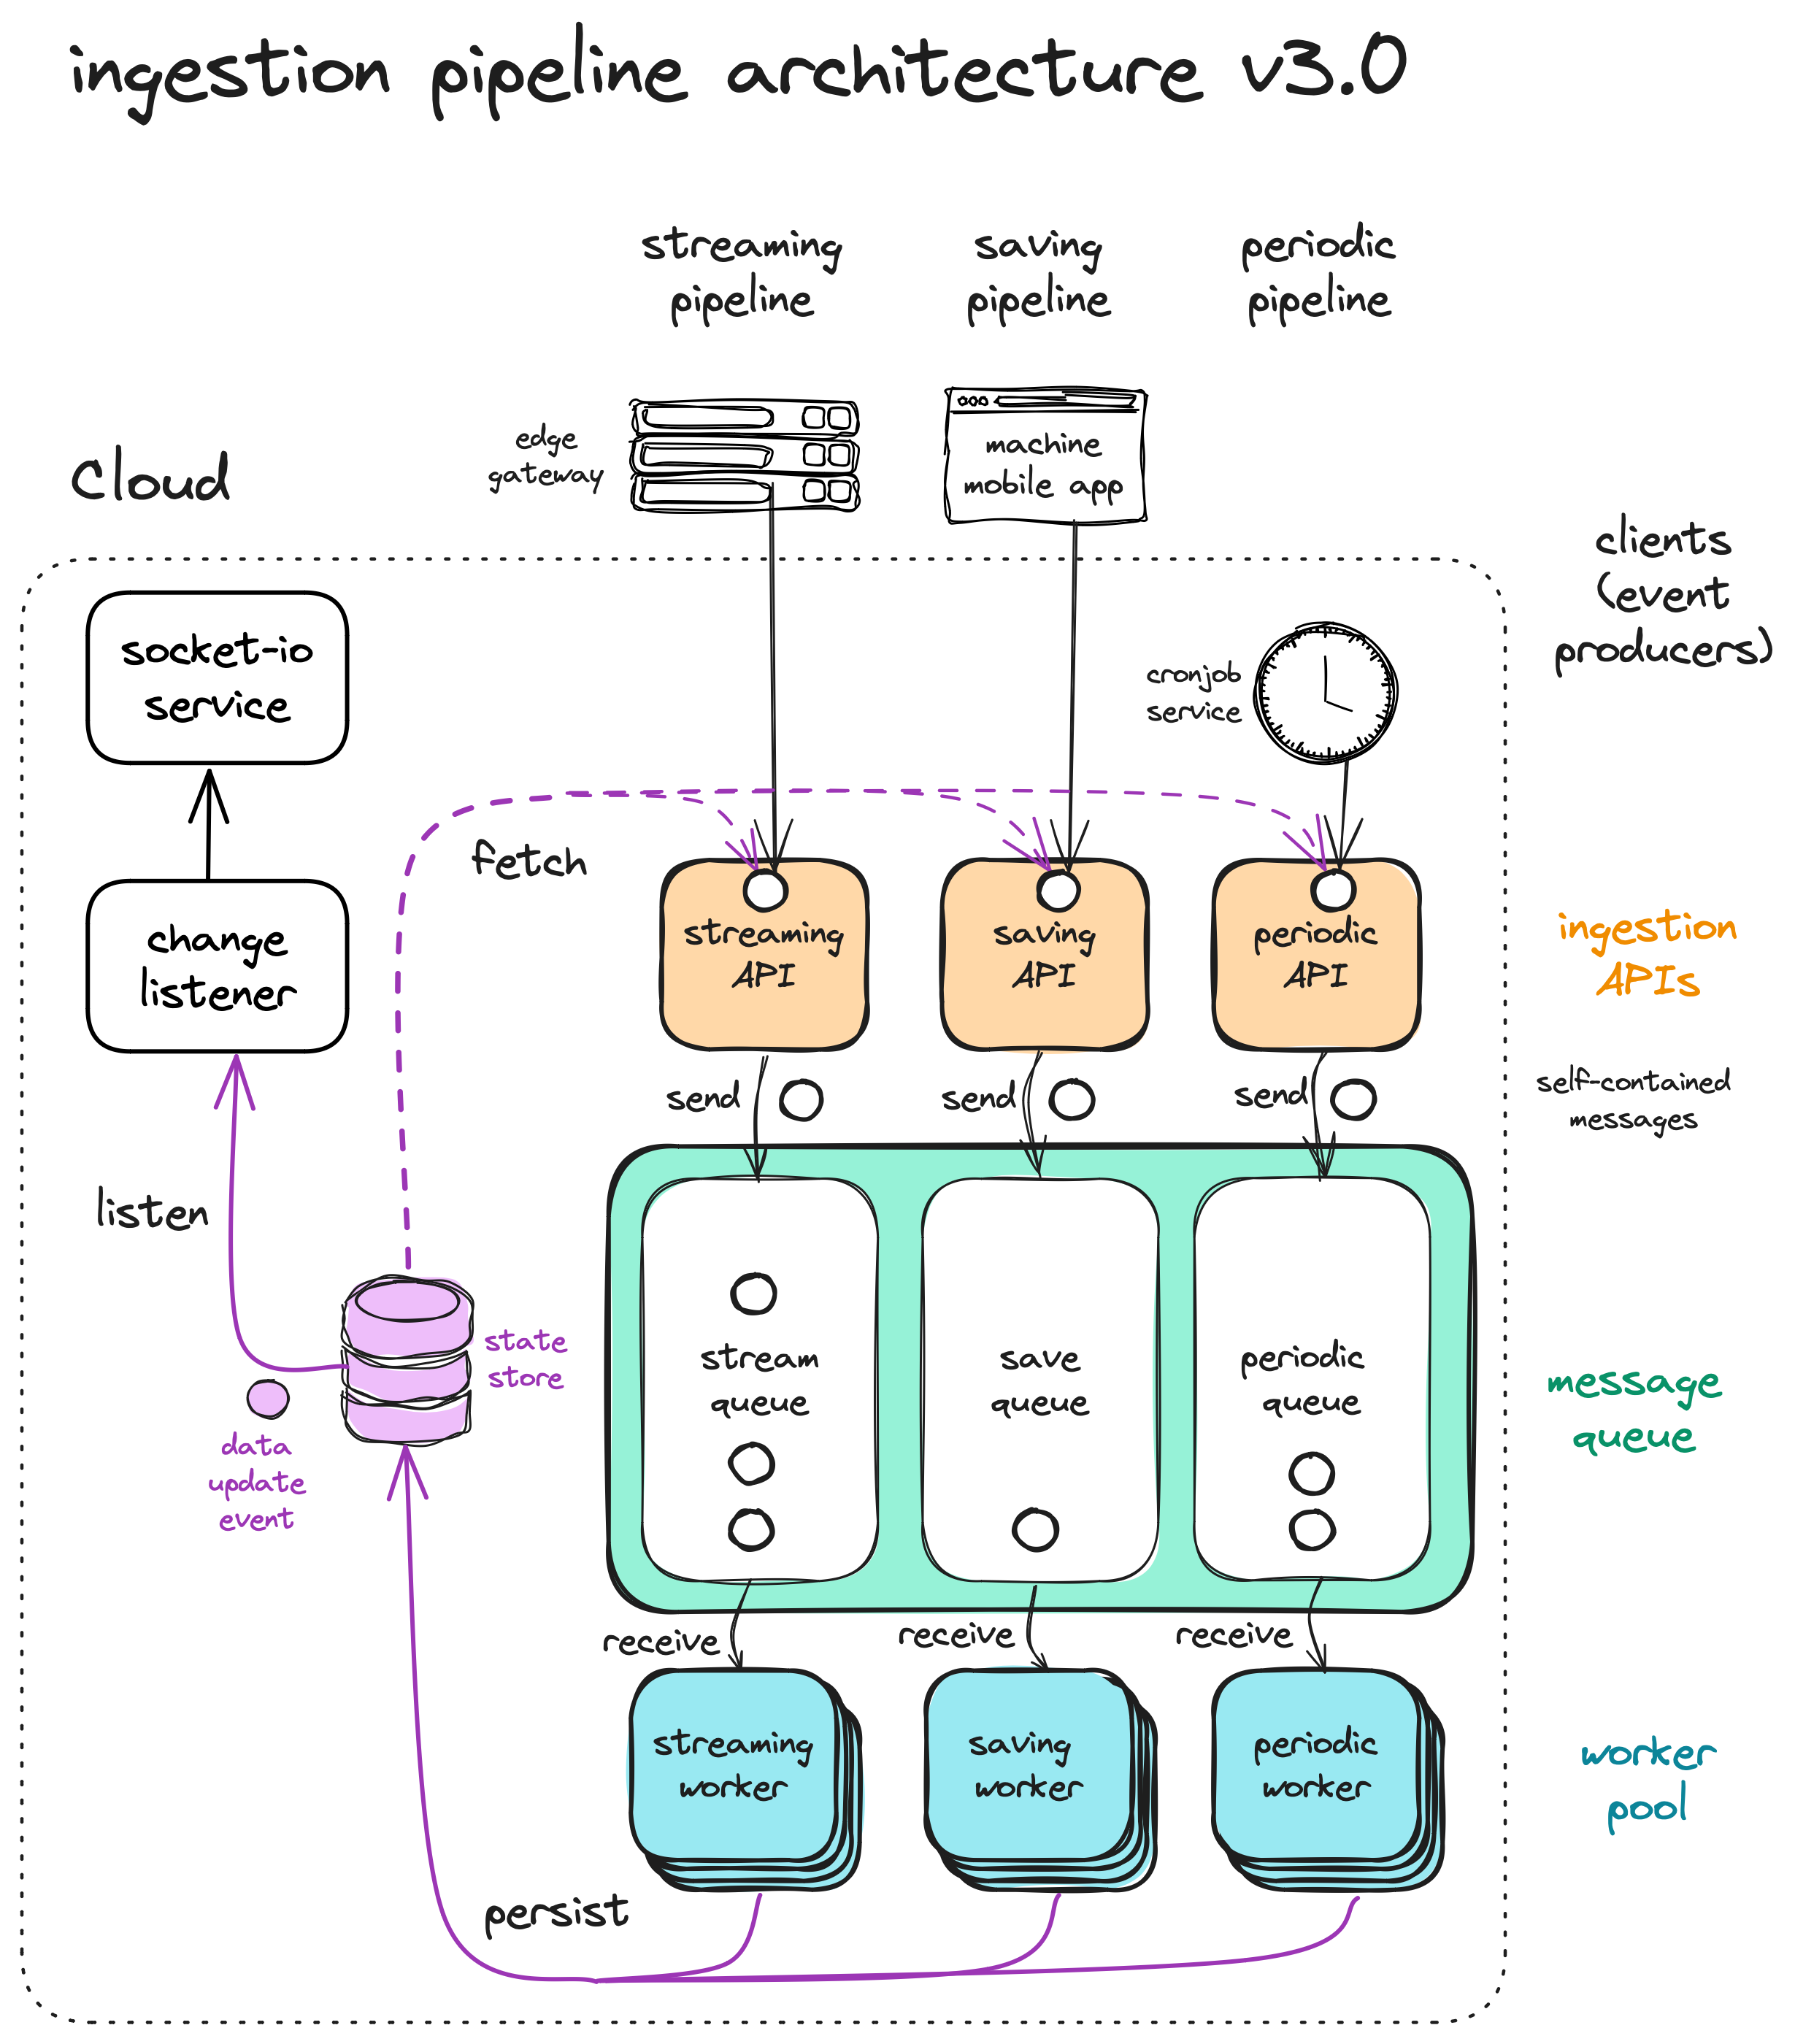 ingestion pipeline architecture v3.0
streaming
pipeline
saving
pipeline
periodic
pipeline
edge
gateway
machine
mobile app
Cloud
clients
(event
producers)
socket-io
service
cronjob
service
fetch
change
listener
streaming
API
saving
API
periodic
API
ingestion
APIs
send
send
send
self-contained
messages
listen
state
store
stream
queue
save
queue
periodic
queue
message
queue
data
update
event
receive
receive
receive
streaming
worker
saving
worker
periodic
worker
worker
pool
persist